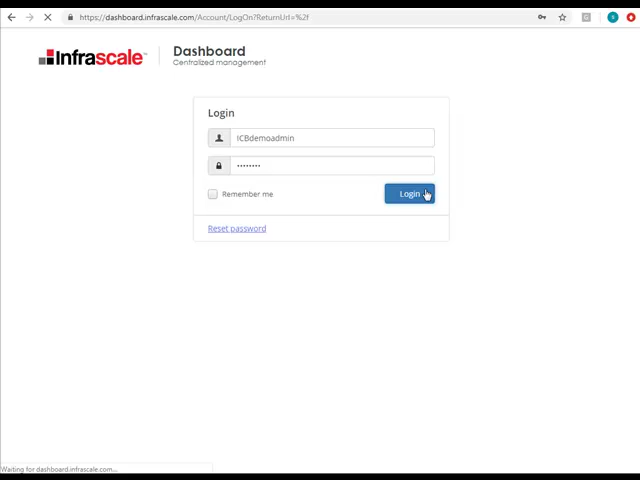 https://dashboard.infrascale.com/Account/LogOn?ReturnUrl=%2f
Infrascale
Dashboard
Centralized management
Login
ICBdemoadmin
••••••••
Remember me
Login
Reset password
Waiting for dashboard.infrascale.com...